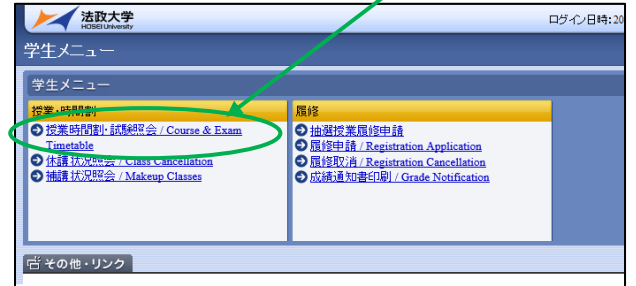 法政大学
HOSEI University
ログイン日時:20
学生メニュー
学生メニュー
授業・時間割
授業時間割・試験照会 / Course & Exam
Timetable
休講状況照会 / Class Cancellation
補講状況照会 / Makeup Classes
履修
抽選授業履修申請
履修申請 / Registration Application
履修取消 / Registration Cancellation
成績通知書印刷 / Grade Notification
その他・リンク